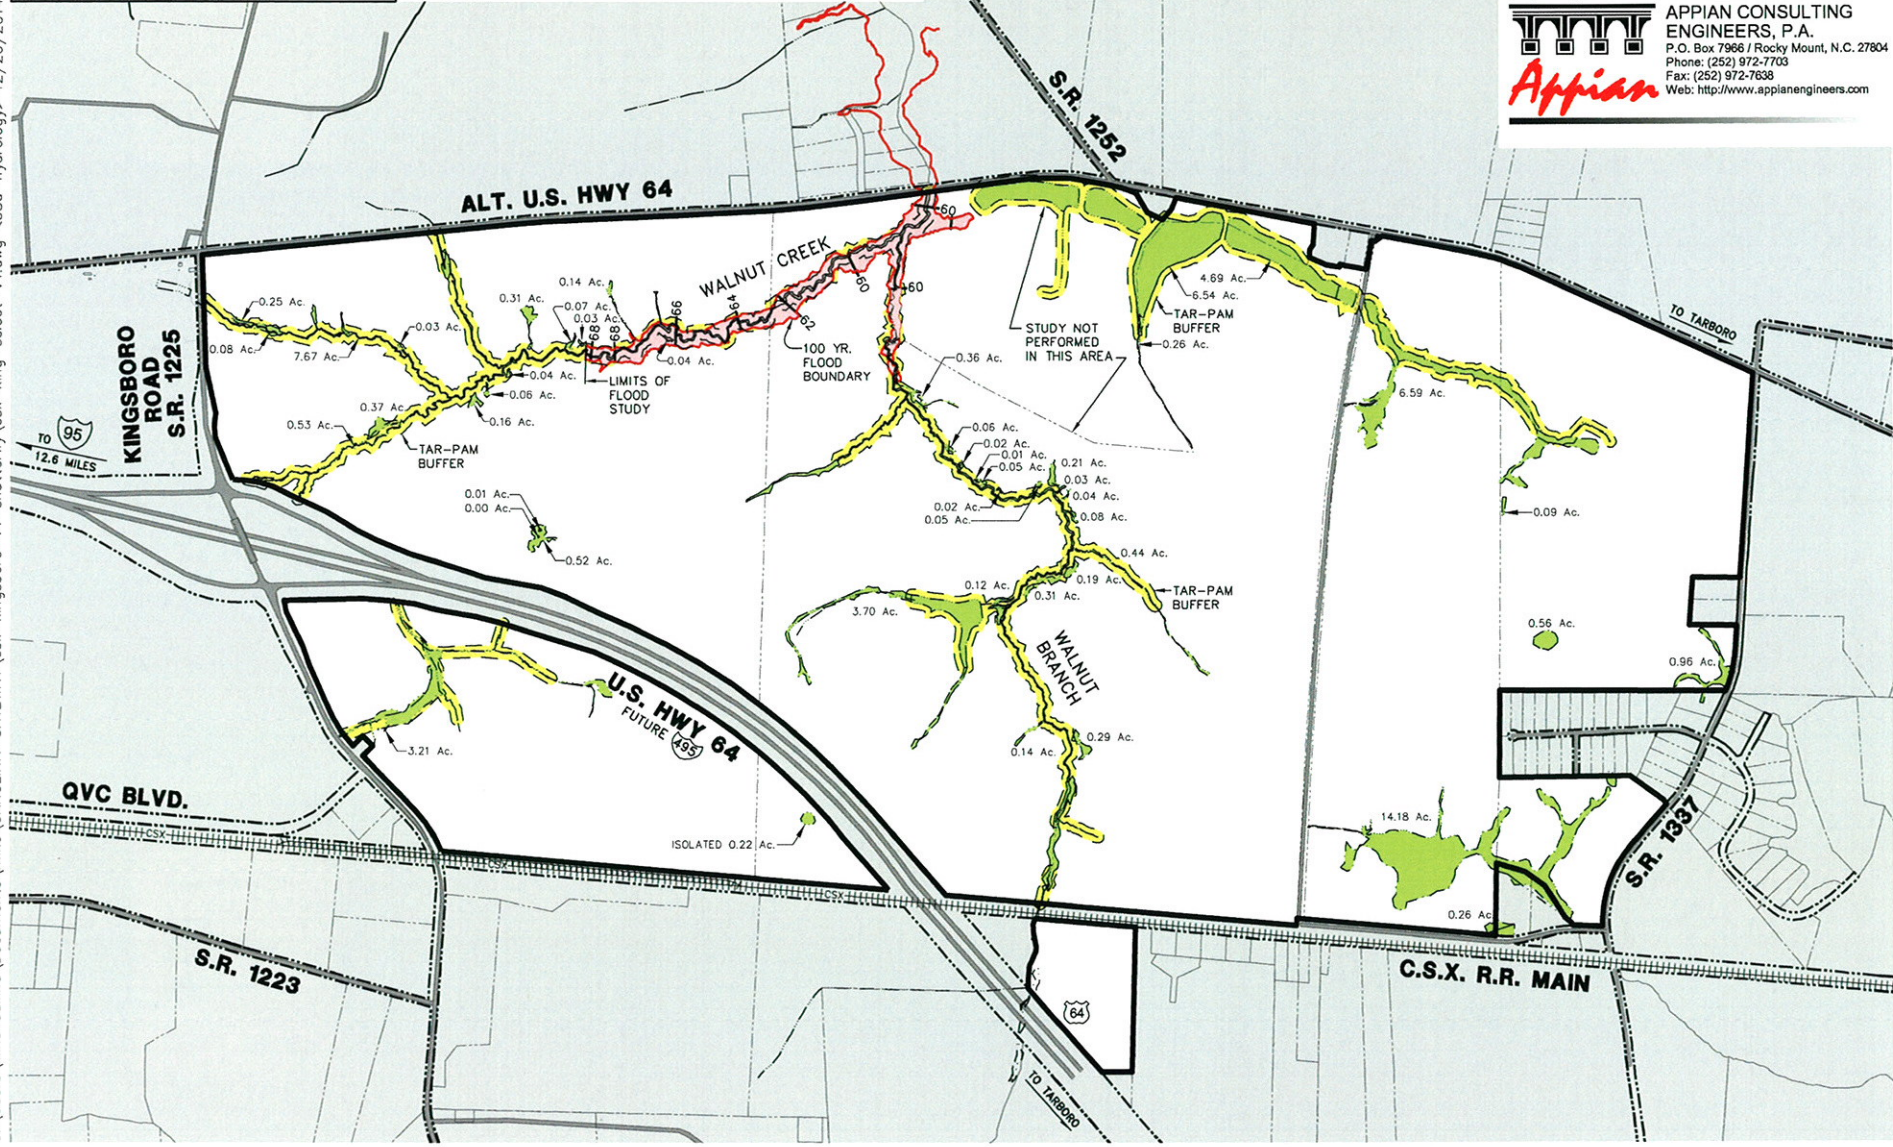 APPIAN CONSULTING
ENGINEERS, P.A.
P.O. Box 7966 / Rocky Mount, N.C. 27804
Phone: (252) 972-7703
Fax: (252) 972-7638
Web: http://www.appianengineers.com
Appian
S.R. 1252
ALT. U.S. HWY 64
60
WALNUT CREEK
60
60
62
64
66
68
68
0.14 Ac.
0.31 Ac.
0.07 Ac.
0.03 Ac.
0.25 Ac.
0.08 Ac.
7.67 Ac.
0.03 Ac.
0.04 Ac.
0.04 Ac.
0.06 Ac.
0.16 Ac.
0.37 Ac.
0.53 Ac.
TAR-PAM
BUFFER
LIMITS OF
FLOOD
STUDY
100 YR.
FLOOD
BOUNDARY
STUDY NOT
PERFORMED
IN THIS AREA
4.69 Ac.
6.54 Ac.
TAR-PAM
BUFFER
0.26 Ac.
TO TARBORO
6.59 Ac.
0.09 Ac.
0.36 Ac.
0.06 Ac.
0.02 Ac.
0.01 Ac.
0.05 Ac.
0.21 Ac.
0.03 Ac.
0.04 Ac.
0.02 Ac.
0.05 Ac.
0.08 Ac.
0.44 Ac.
0.19 Ac.
0.12 Ac.
0.31 Ac.
TAR-PAM
BUFFER
3.70 Ac.
WALNUT
BRANCH
0.29 Ac.
0.14 Ac.
KINGSBORO
ROAD
S.R. 1225
TO 95
12.6 MILES
0.01 Ac.
0.00 Ac.
0.52 Ac.
U.S. HWY 64
FUTURE 495
3.21 Ac.
ISOLATED 0.22 Ac.
QVC BLVD.
CSX
CSX
CSX
0.56 Ac.
0.96 Ac.
14.18 Ac.
0.26 Ac
S.R. 1337
C.S.X. R.R. MAIN
S.R. 1223
64
TO TARBORO